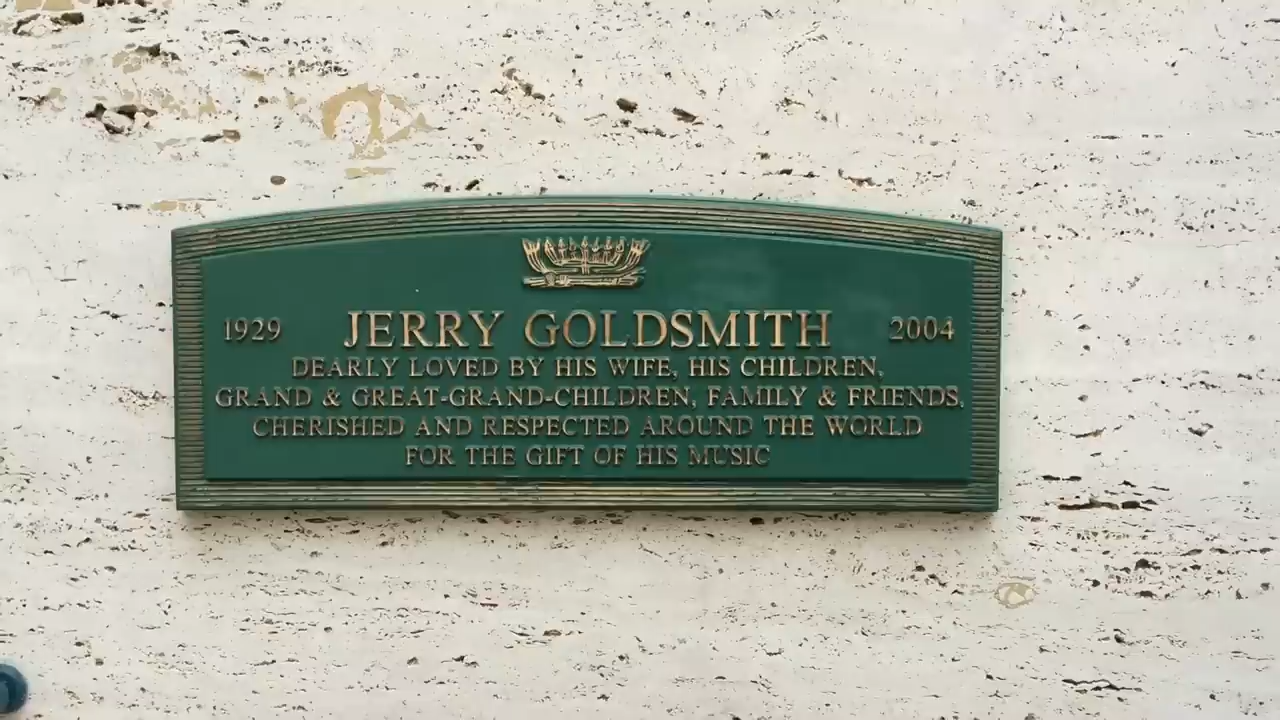 1929 JERRY GOLDSMITH 2004
DEARLY LOVED BY HIS WIFE, HIS CHILDREN,
GRAND & GREAT-GRAND-CHILDREN, FAMILY & FRIENDS,
CHERISHED AND RESPECTED AROUND THE WORLD
FOR THE GIFT OF HIS MUSIC